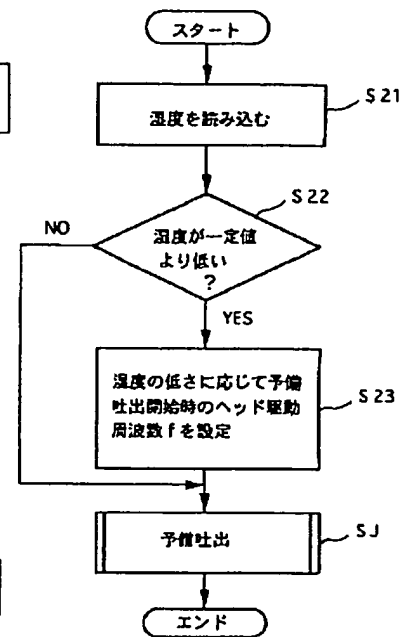 スタート
湿度を読み込む
S21
S22
NO
湿度が一定値
より低い
?
YES
湿度の低さに応じて予備
吐出開始時のヘッド駆動
周波数fを設定
S23
予備吐出
SJ
エンド